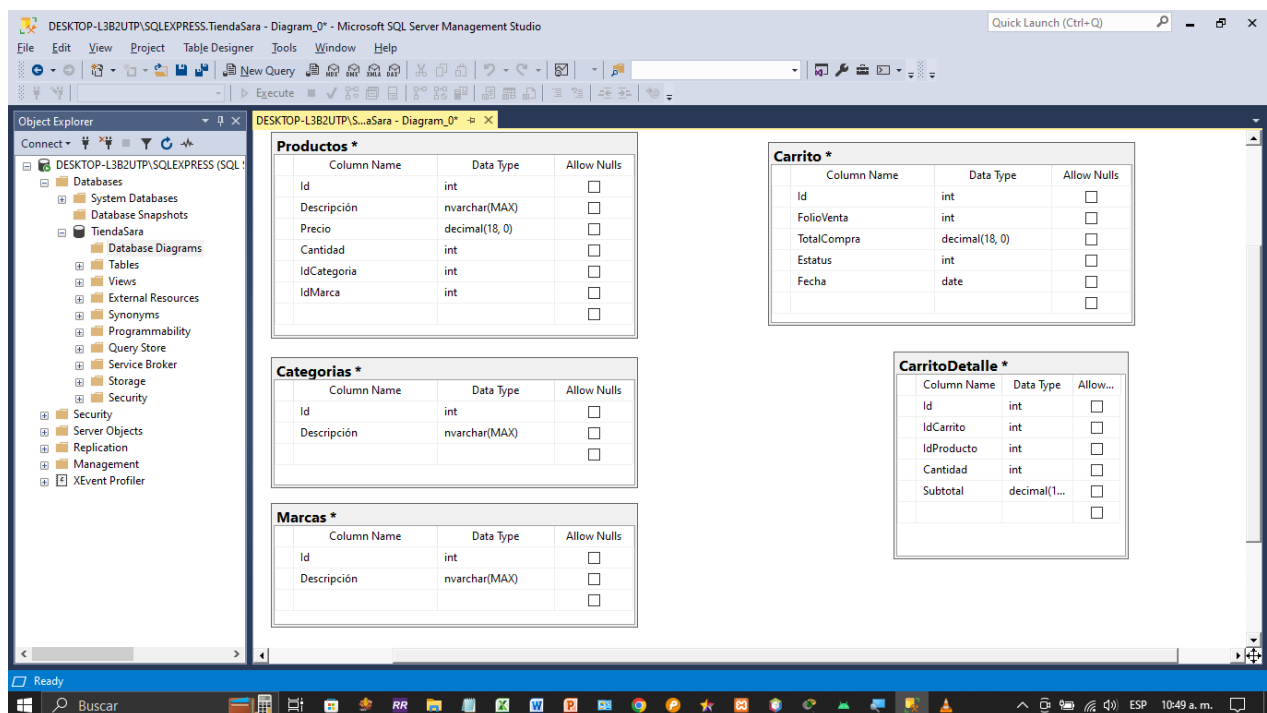 DESKTOP-L3B2UTP\SQLEXPRESS.TiendaSara - Diagram_0* - Microsoft SQL Server Management Studio
Quick Launch (Ctrl+Q)
File Edit View Project Table Designer Tools Window Help
New Query MDX DMX XMLA DAX
Execute
Object Explorer
Connect
DESKTOP-L3B2UTP\SQLEXPRESS (SQL S
Databases
System Databases
Database Snapshots
TiendaSara
Database Diagrams
Tables
Views
External Resources
Synonyms
Programmability
Query Store
Service Broker
Storage
Security
Security
Server Objects
Replication
Management
XEvent Profiler
DESKTOP-L3B2UTP\S...aSara - Diagram_0*
Productos *
Column Name Data Type Allow Nulls
Id int
Descripción nvarchar(MAX)
Precio decimal(18, 0)
Cantidad int
IdCategoria int
IdMarca int
Categorias *
Column Name Data Type Allow Nulls
Id int
Descripción nvarchar(MAX)
Marcas *
Column Name Data Type Allow Nulls
Id int
Descripción nvarchar(MAX)
Carrito *
Column Name Data Type Allow Nulls
Id int
FolioVenta int
TotalCompra decimal(18, 0)
Estatus int
Fecha date
CarritoDetalle *
Column Name Data Type Allow...
Id int
IdCarrito int
IdProducto int
Cantidad int
Subtotal decimal(1...
Ready
Buscar
RR
ESP 10:49 a. m.